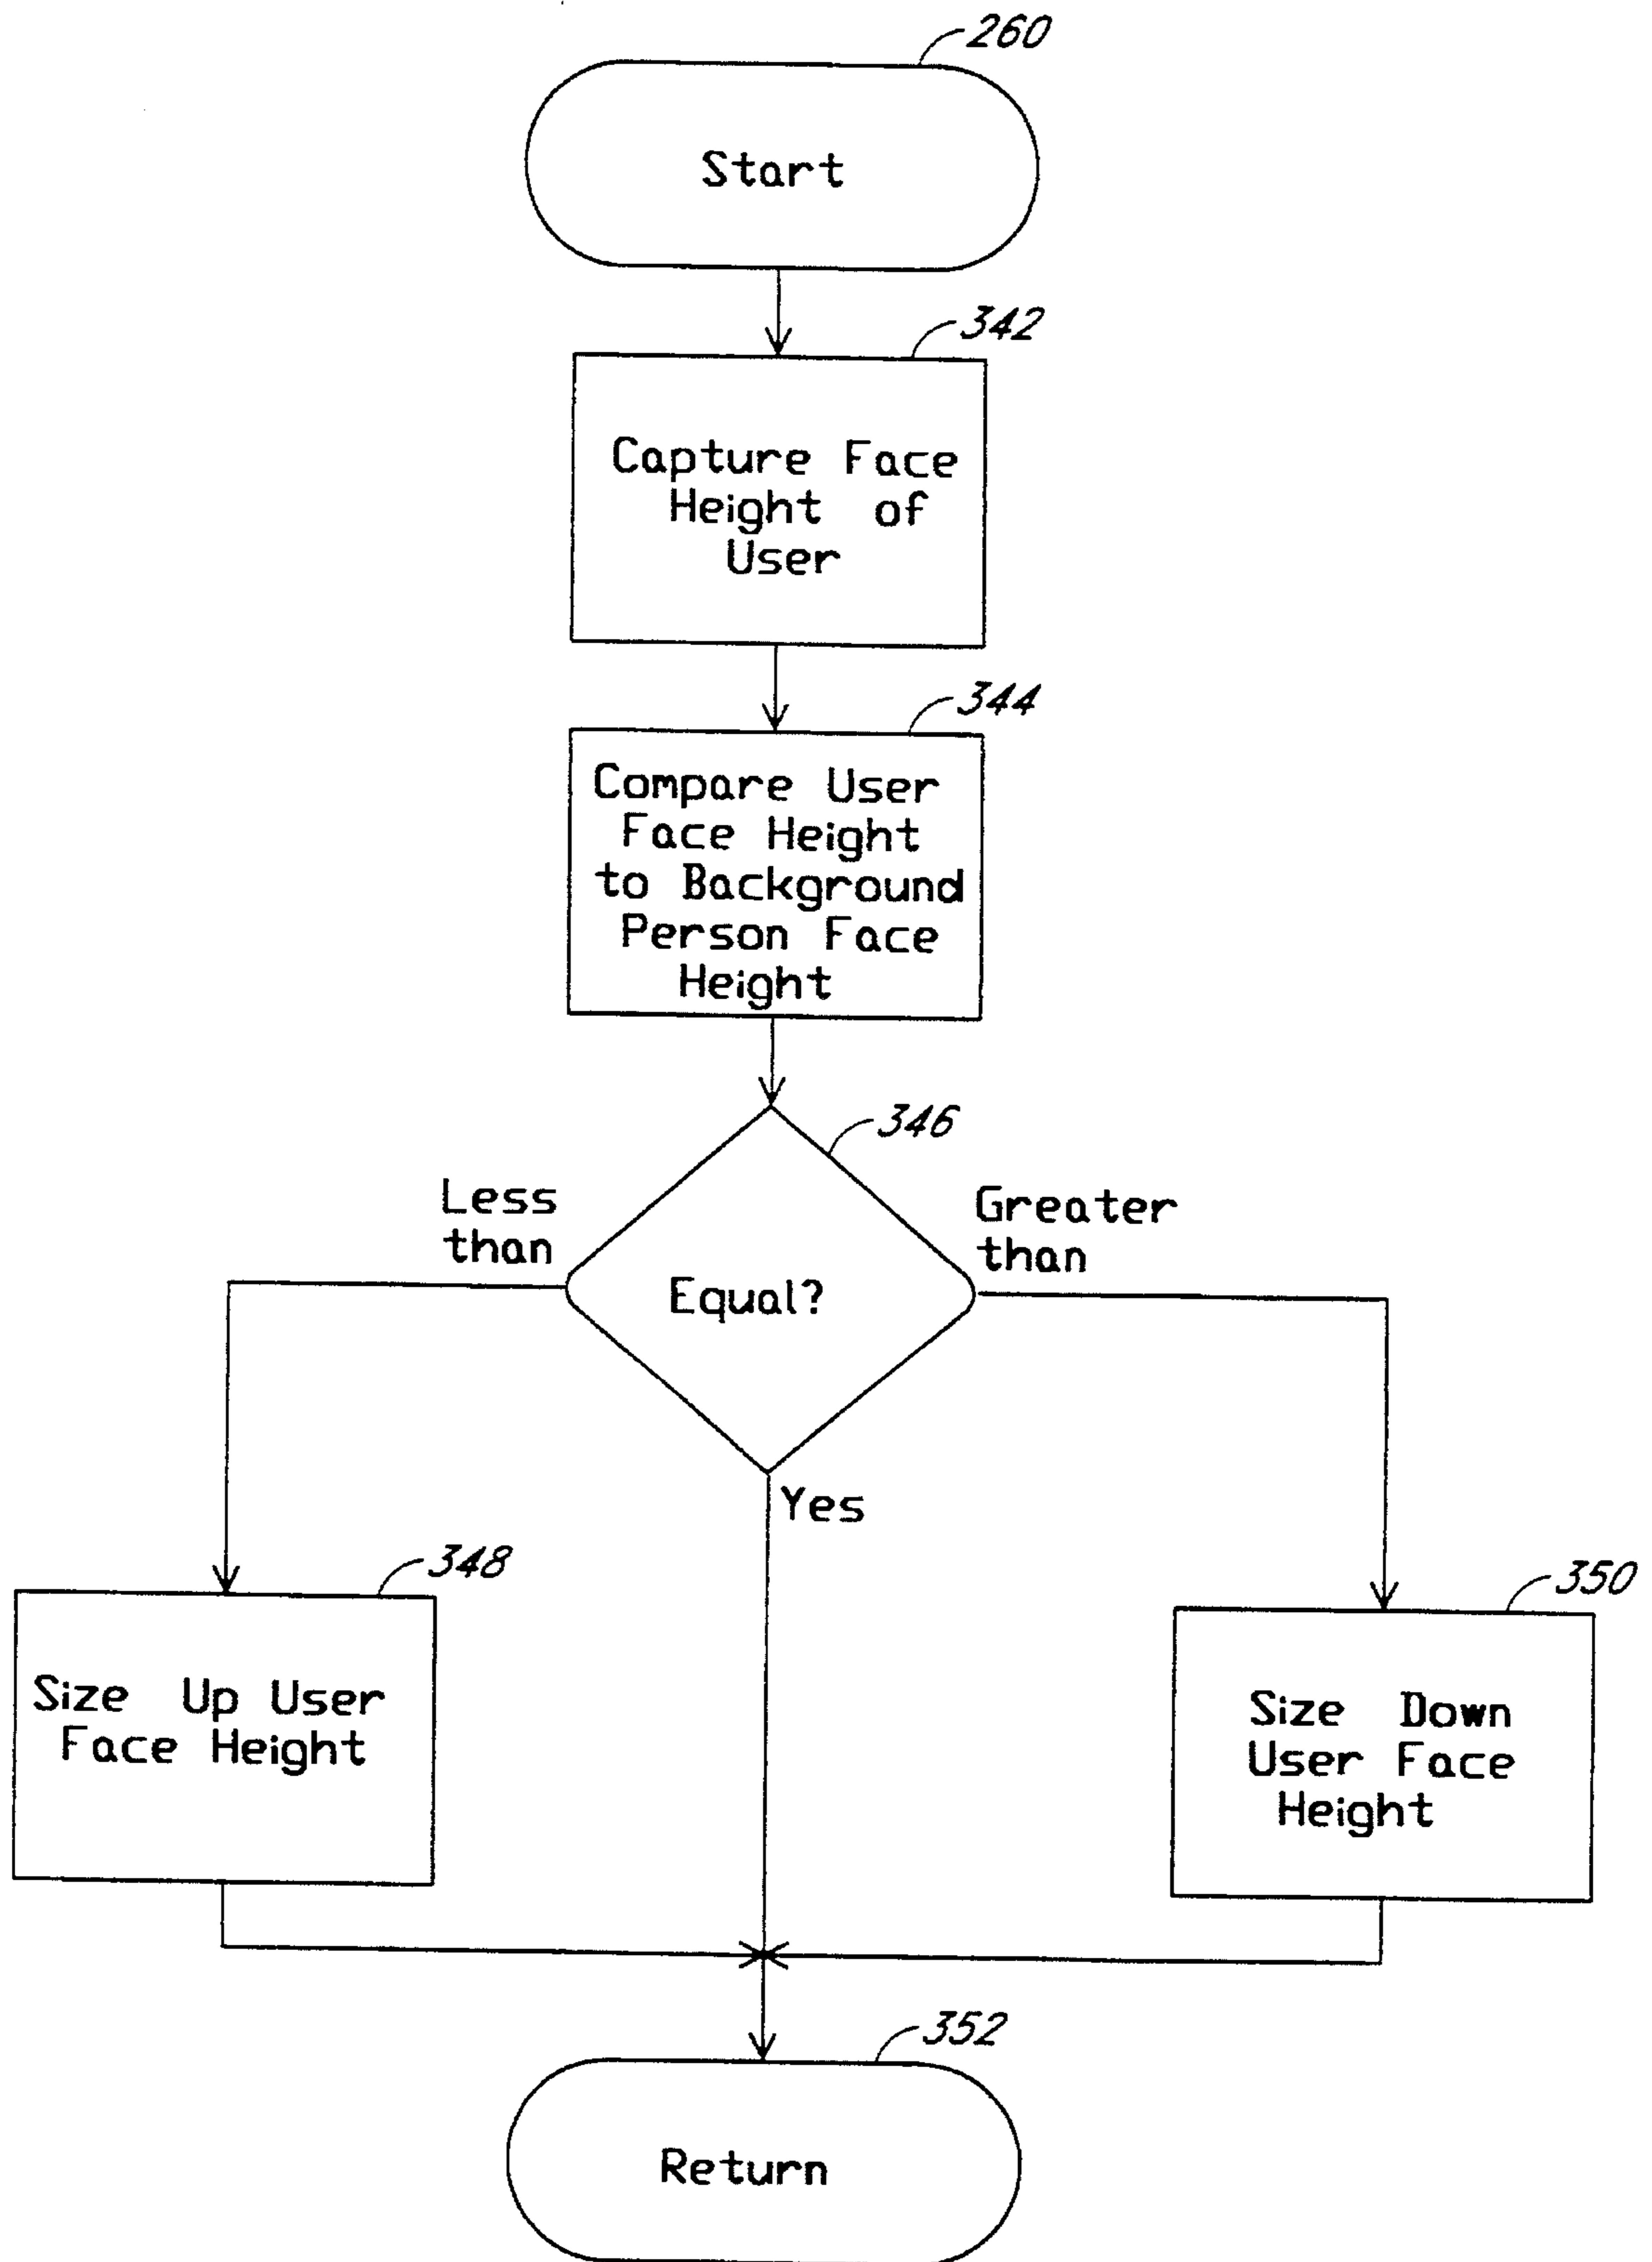 260
Start
342
Capture Face
Height of
User
344
Compare User
Face Height
to Background
Person Face
Height
346
Less
than
Greater
than
Equal?
Yes
348
350
Size Up User
Face Height
Size Down
User Face
Height
352
Return